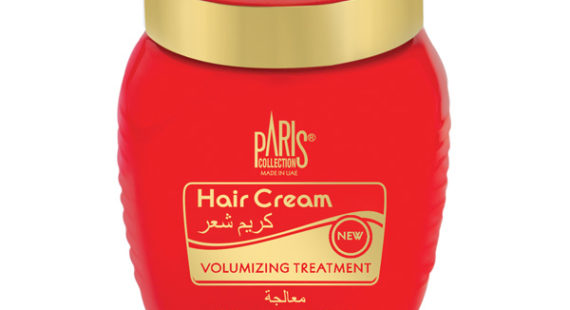 PARIS®
COLLECTION
MADE IN UAE
Hair Cream
كريم شعر
NEW
VOLUMIZING TREATMENT
معالجة